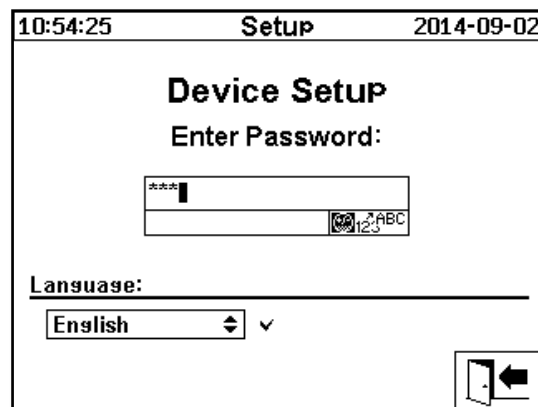 10:54:25 Setup 2014-09-02
Device Setup
Enter Password:
***
123 ABC
Language:
English